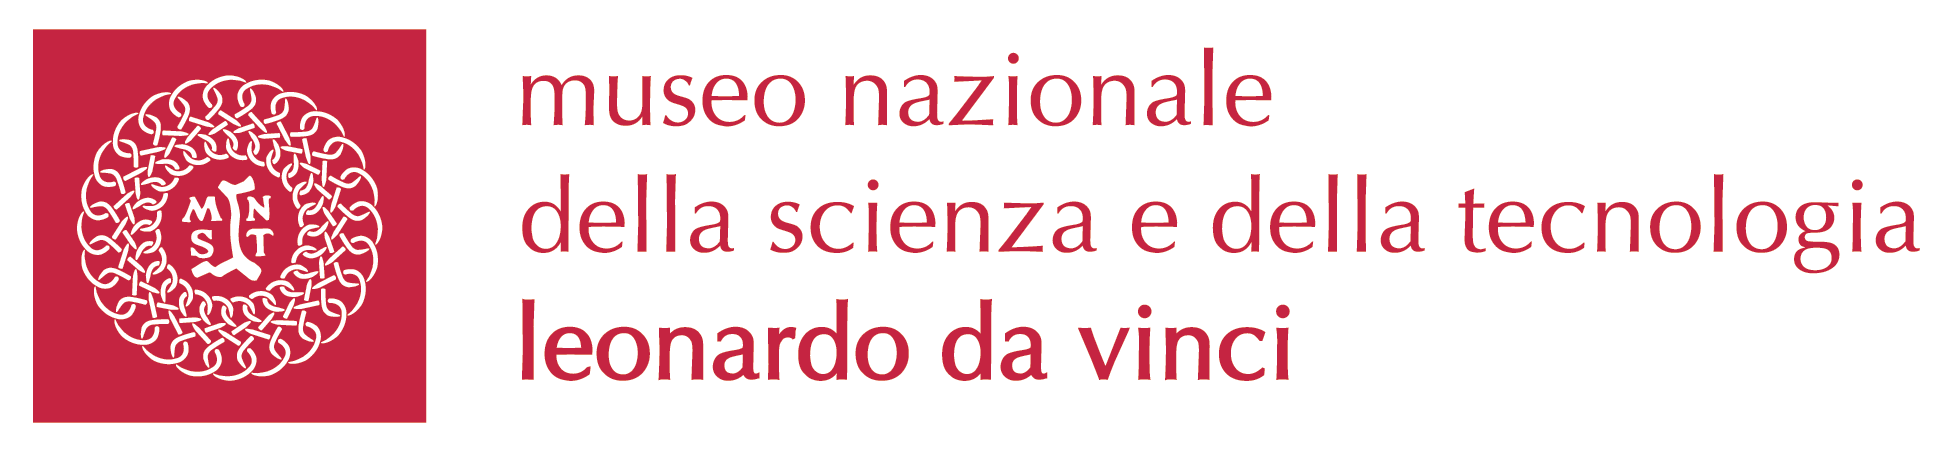 M N
S T
museo nazionale
della scienza e della tecnologia
leonardo da vinci